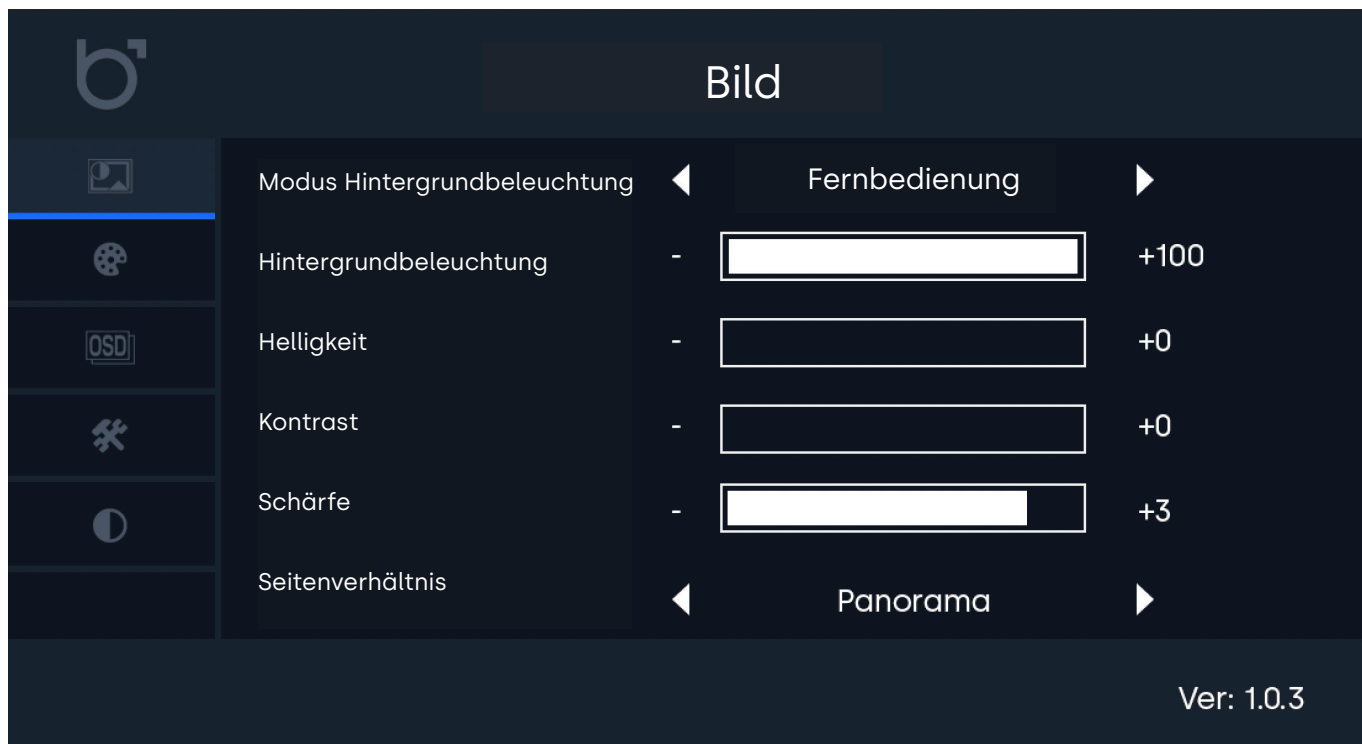 Bild
Modus Hintergrundbeleuchtung Fernbedienung
Hintergrundbeleuchtung - +100
Helligkeit - +0
OSD
Kontrast - +0
Schärfe - +3
Seitenverhältnis Panorama
Ver: 1.0.3